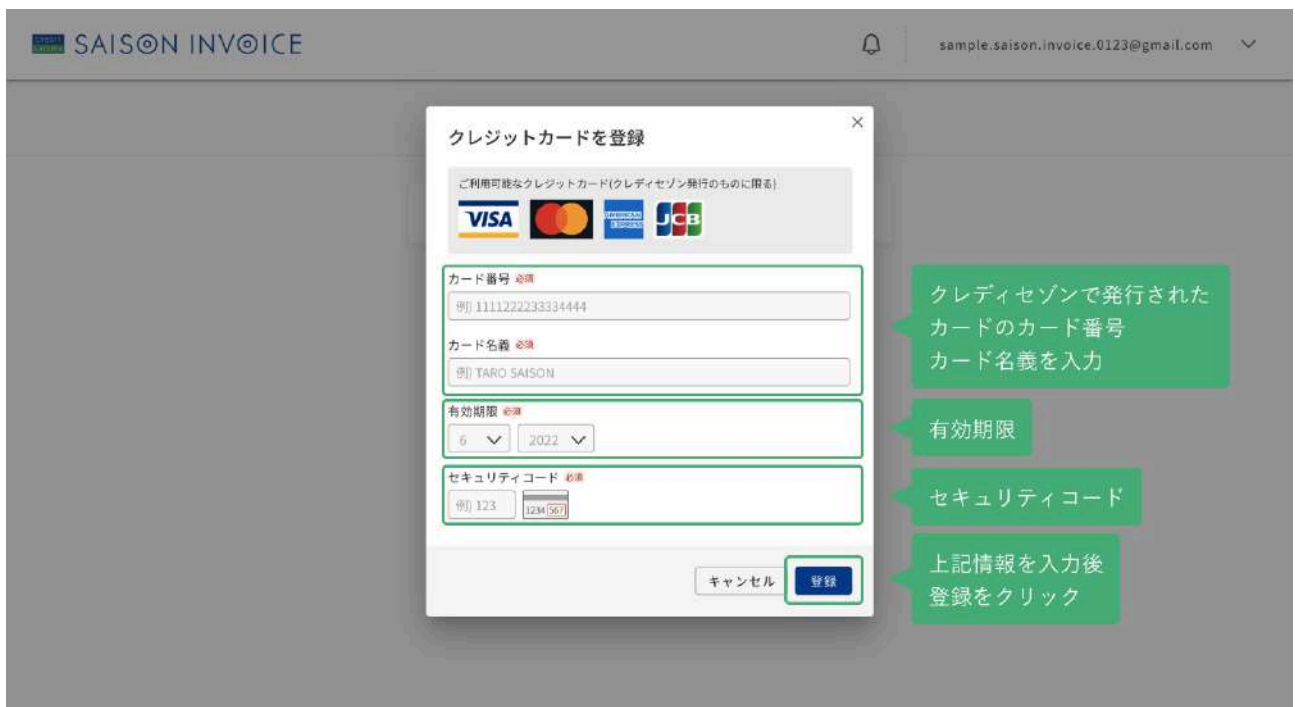 SAISON INVOICE
sample.saison.invoice.0123@gmail.com
クレジットカードを登録
ご利用可能なクレジットカード(クレディセゾン発行のものに限る)
VISA
AMERICAN
EXPRESS
JCB
カード番号 必須
例) 1111222233334444
カード名義 必須
例) TARO SAISON
有効期限 必須
6
2022
セキュリティコード 必須
例) 123
1234 567
キャンセル
登録
クレディセゾンで発行された
カードのカード番号
カード名義を入力
有効期限
セキュリティコード
上記情報を入力後
登録をクリック